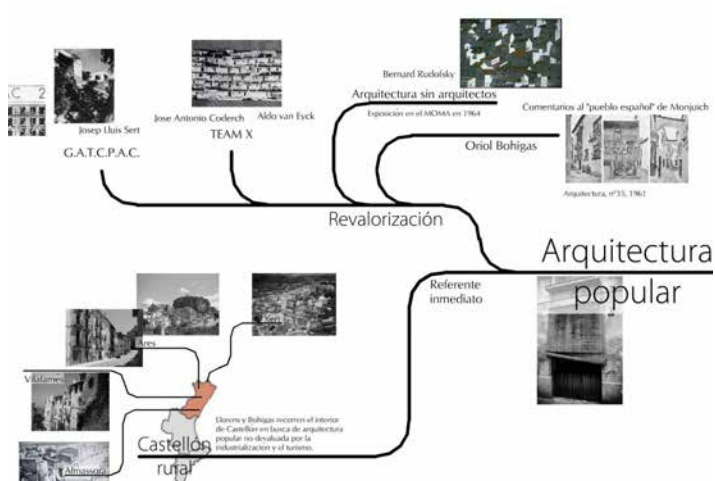 AC 2
Josep Lluis Sert
G.A.T.C.P.A.C.
Jose Antonio Coderch
Aldo van Eyck
TEAM X
Bernard Rudofsky
Arquitectura sin arquitectos
Exposición en el MOMA en 1964
Comentarios al "pueblo español" de Monjuich
Oriol Bohigas
Arquitectura, nº35, 1961
Revalorización
Arquitectura
popular
Referente
inmediato
Xert
Ares
Vilafamés
Almassora
Llorens y Bohigas recorren el interior
de Castellón en busca de arquitectura
popular no devaluada por la
industrialización y el turismo.
Castellón
rural